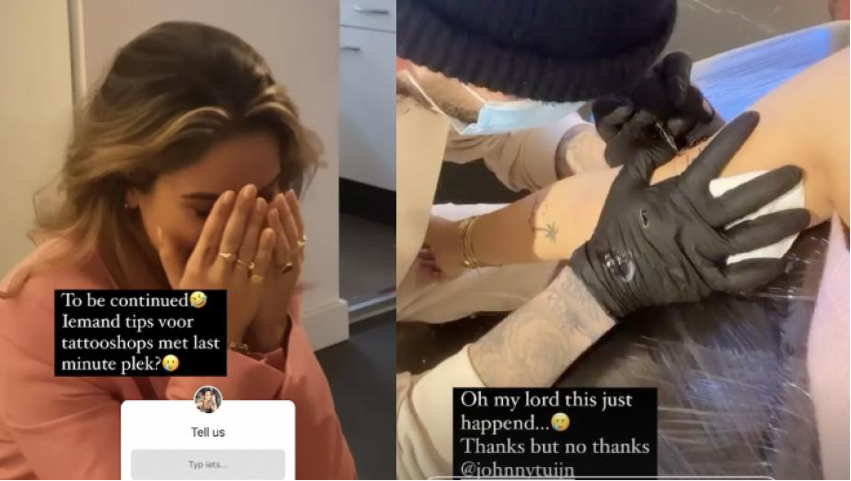 To be continued🤣
Iemand tips voor
tattooshops met last
minute plek?🥲
Tell us
Typ iets...
Oh my lord this just
happend...🥲
Thanks but no thanks
@johnnytuijn